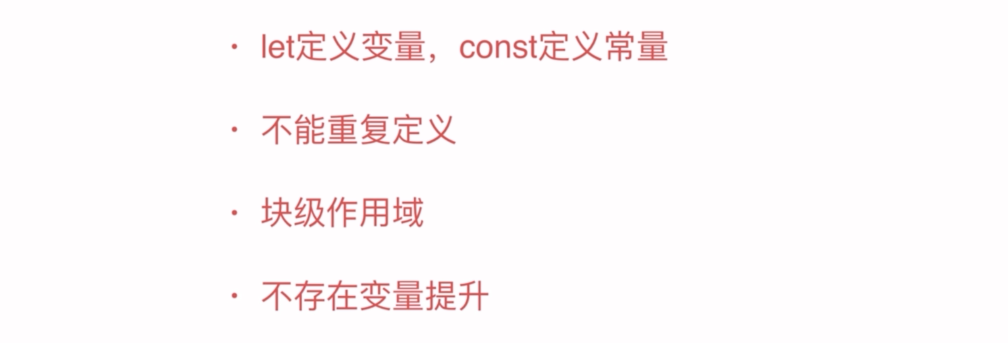 · let定义变量，const定义常量
· 不能重复定义
· 块级作用域
· 不存在变量提升